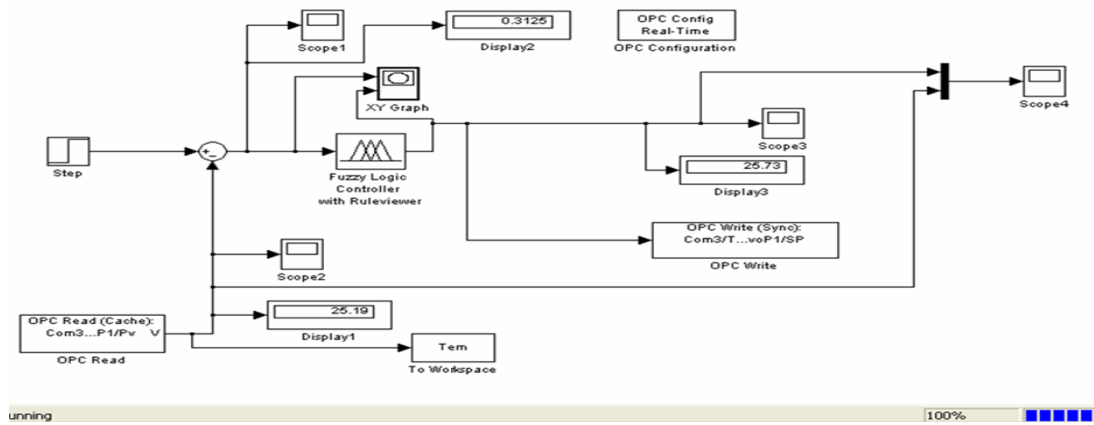 Scope1
0.3125
Display2
OPC Config
Real-Time
OPC Configuration
XY Graph
Scope4
Step
Fuzzy Logic
Controller
with Ruleviewer
Scope3
25.73
Display3
OPC Write (Sync):
Com3/T...voP1/SP
OPC Write
Scope2
OPC Read (Cache):
Com3...P1/Pv V
OPC Read
25.19
Display1
Tem
To Workspace
unning
100%